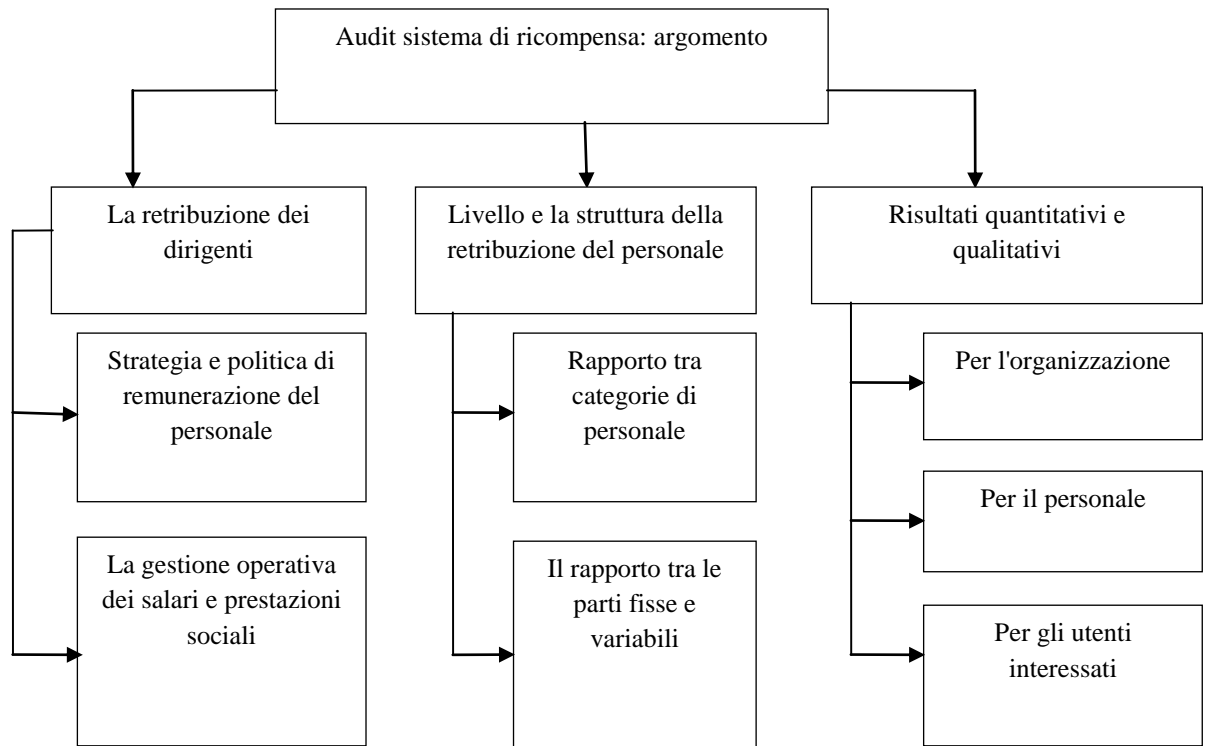 Audit sistema di ricompensa: argomento
La retribuzione dei
dirigenti
Livello e la struttura della
retribuzione del personale
Risultati quantitativi e
qualitativi
Strategia e politica di
remunerazione del
personale
Rapporto tra
categorie di
personale
Per l'organizzazione
Per il personale
La gestione operativa
dei salari e prestazioni
sociali
Il rapporto tra le
parti fisse e
variabili
Per gli utenti
interessati